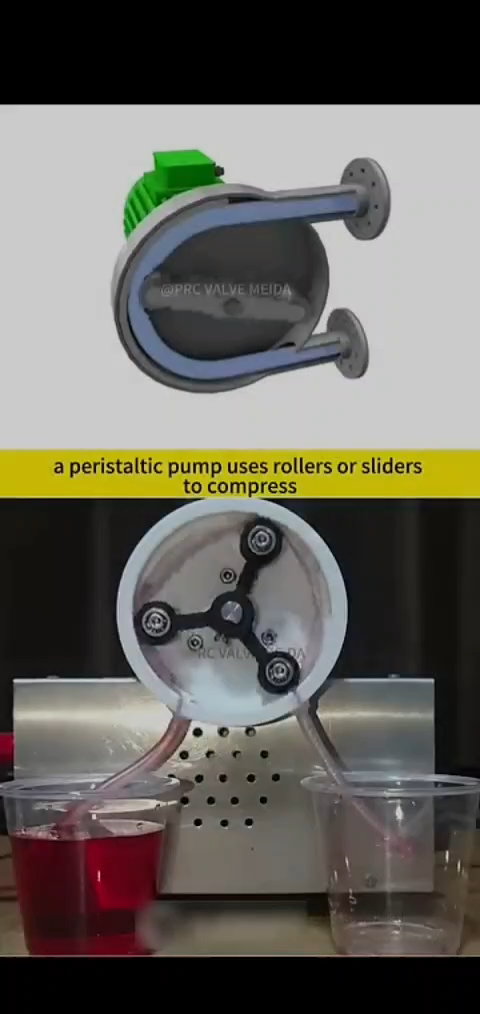 @PRC VALVE MEIDA
a peristaltic pump uses rollers or sliders
to compress